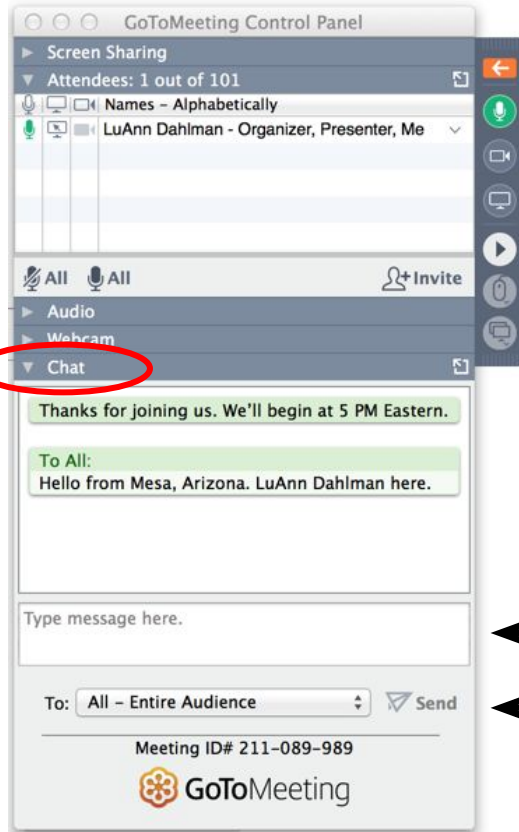 GoToMeeting Control Panel
Screen Sharing
Attendees: 1 out of 101
Names – Alphabetically
LuAnn Dahlman - Organizer, Presenter, Me
All All Invite
Audio
Webcam
Chat
Thanks for joining us. We'll begin at 5 PM Eastern.
To All:
Hello from Mesa, Arizona. LuAnn Dahlman here.
Type message here.
To: All – Entire Audience Send
Meeting ID# 211-089-989
GoToMeeting